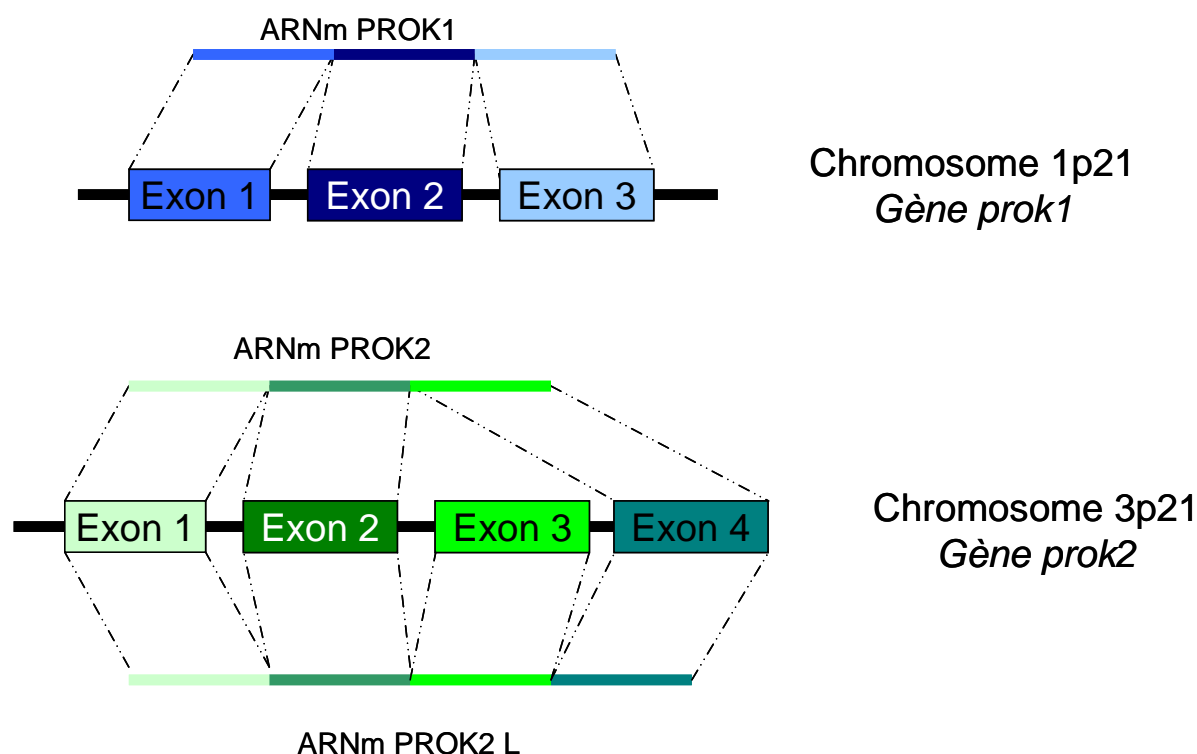 ARNm PROK1
Exon 1
Exon 2
Exon 3
Chromosome 1p21
Gène prok1
ARNm PROK2
Exon 1
Exon 2
Exon 3
Exon 4
Chromosome 3p21
Gène prok2
ARNm PROK2 L